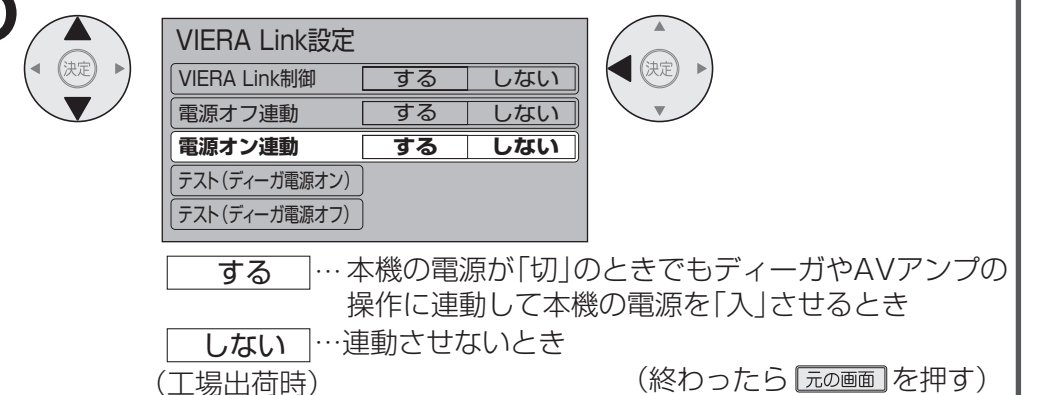 VIERA Link設定
VIERA Link制御 する しない
電源オフ連動 する しない
電源オン連動 する しない
テスト(ディーガ電源オン)
テスト(ディーガ電源オフ)
決定
決定
する …本機の電源が「切」のときでもディーガやAVアンプの
操作に連動して本機の電源を「入」させるとき
しない …連動させないとき
(工場出荷時) (終わったら 元の画面 を押す)